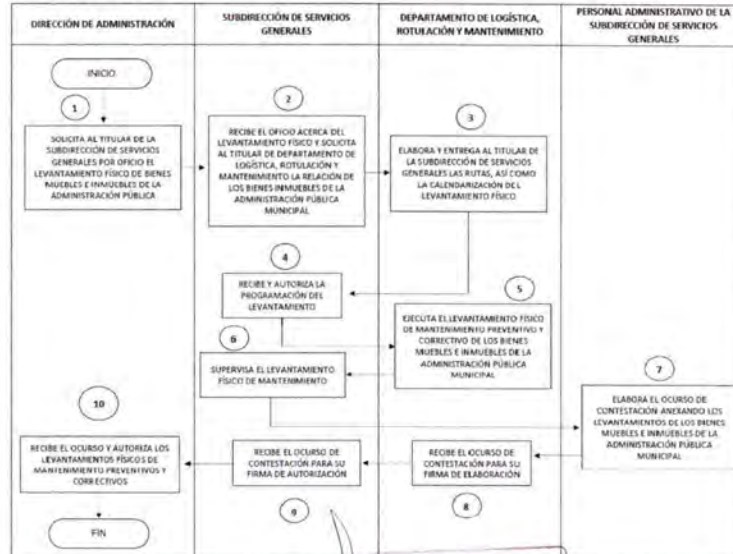 DIRECCIÓN DE ADMINISTRACIÓN
SUBDIRECCIÓN DE SERVICIOS
GENERALES
DEPARTAMENTO DE LOGÍSTICA,
ROTULACIÓN Y MANTENIMIENTO
PERSONAL ADMINISTRATIVO DE LA
SUBDIRECCIÓN DE SERVICIOS
GENERALES
INICIO
1
SOLICITA AL TITULAR DE LA
SUBDIRECCIÓN DE SERVICIOS
GENERALES POR OFICIO EL
LEVANTAMIENTO FÍSICO DE BIENES
MUEBLES E INMUEBLES DE LA
ADMINISTRACIÓN PÚBLICA
2
RECIBE EL OFICIO ACERCA DEL
LEVANTAMIENTO FÍSICO Y SOLICITA
AL TITULAR DE DEPARTAMENTO DE
LOGÍSTICA, ROTULACIÓN Y
MANTENIMIENTO LA RELACIÓN DE
LOS BIENES INMUEBLES DE LA
ADMINISTRACIÓN PÚBLICA
MUNICIPAL
3
ELABORA Y ENTREGA AL TITULAR DE
LA SUBDIRECCIÓN DE SERVICIOS
GENERALES LAS RUTAS, ASÍ COMO
LA CALENDARIZACIÓN DEL
LEVANTAMIENTO FÍSICO
4
RECIBE Y AUTORIZA LA
PROGRAMACIÓN DEL
LEVANTAMIENTO
5
EJECUTA EL LEVANTAMIENTO FÍSICO
DE MANTENIMIENTO PREVENTIVO Y
CORRECTIVO DE LOS BIENES
MUEBLES E INMUEBLES DE LA
ADMINISTRACIÓN PÚBLICA
MUNICIPAL
6
SUPERVISA EL LEVANTAMIENTO
FÍSICO DE MANTENIMIENTO
7
ELABORA EL OCURSO DE
CONTESTACIÓN ANEXANDO LOS
LEVANTAMIENTOS DE LOS BIENES
MUEBLES E INMUEBLES DE LA
ADMINISTRACIÓN PÚBLICA
MUNICIPAL
RECIBE EL OCURSO DE
CONTESTACIÓN PARA SU
FIRMA DE ELABORACIÓN
8
RECIBE EL OCURSO DE
CONTESTACIÓN PARA SU
FIRMA DE AUTORIZACIÓN
9
10
RECIBE EL OCURSO Y AUTORIZA LOS
LEVANTAMIENTOS FÍSICOS DE
MANTENIMIENTO PREVENTIVOS Y
CORRECTIVOS
FIN